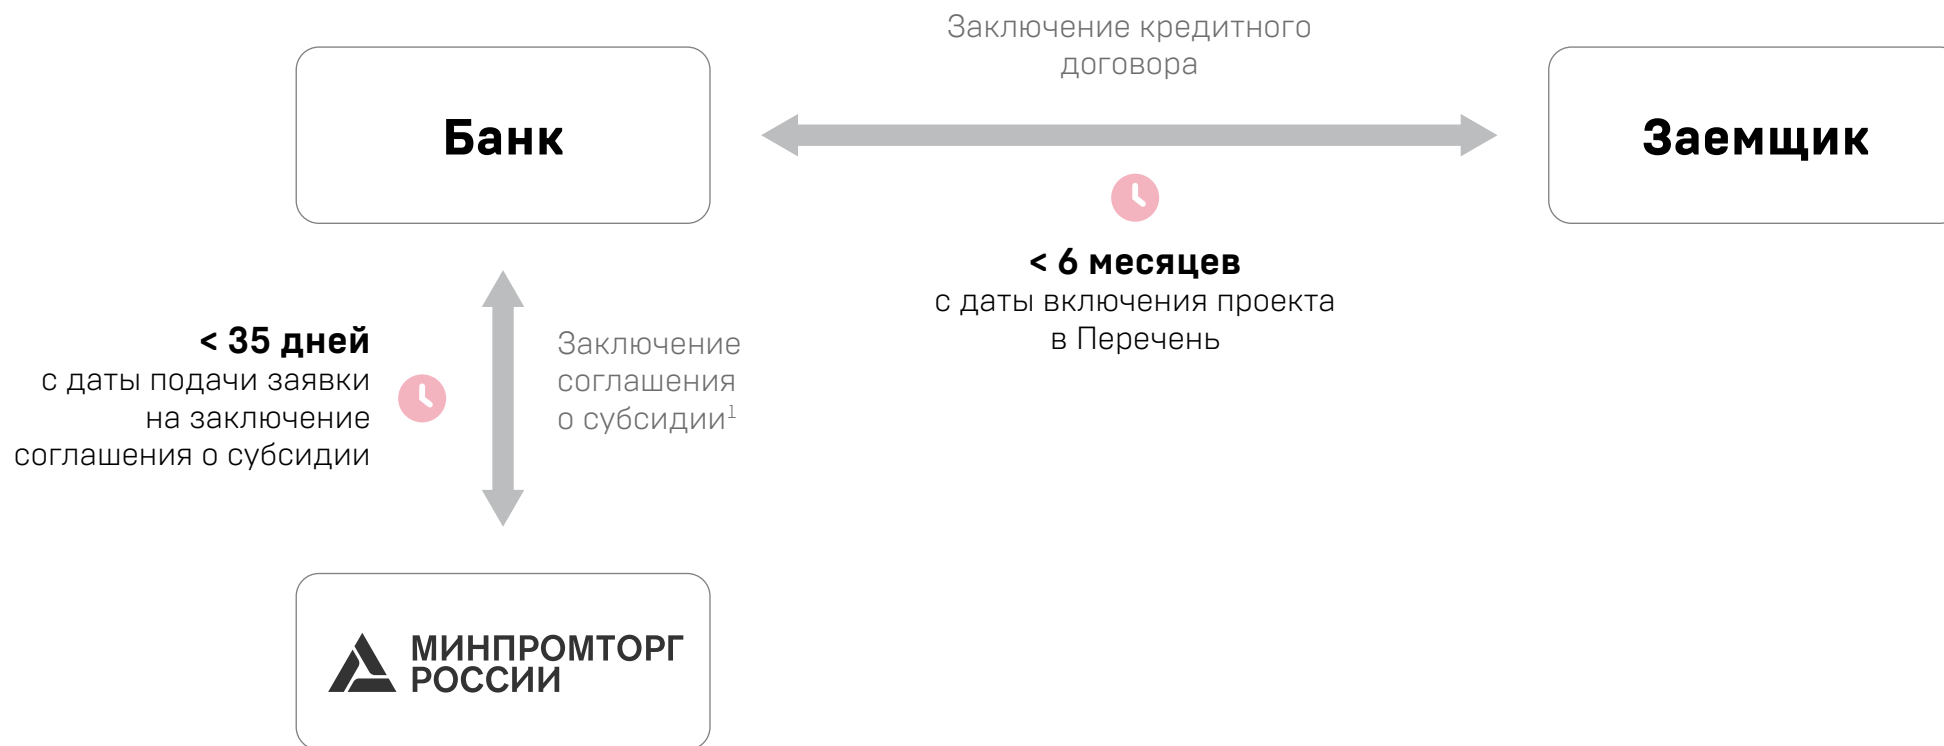 Заключение кредитного
договора
Банк
Заемщик
< 6 месяцев
с даты включения проекта
в Перечень
< 35 дней
с даты подачи заявки
на заключение
соглашения о субсидии
Заключение
соглашения
о субсидии¹
МИНПРОМТОРГ
РОССИИ